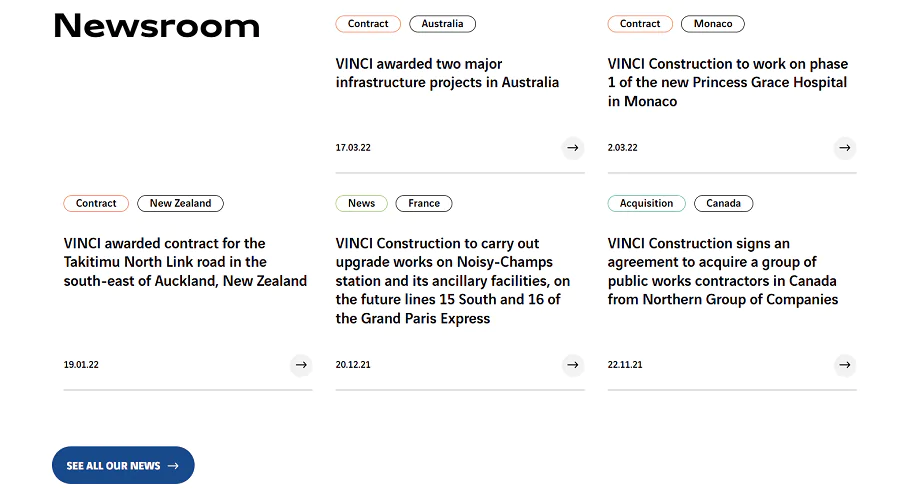 Newsroom
Contract Australia
VINCI awarded two major
infrastructure projects in Australia
17.03.22 →
Contract Monaco
VINCI Construction to work on phase
1 of the new Princess Grace Hospital
in Monaco
2.03.22 →
Contract New Zealand
VINCI awarded contract for the
Takitimu North Link road in the
south-east of Auckland, New Zealand
19.01.22 →
News France
VINCI Construction to carry out
upgrade works on Noisy-Champs
station and its ancillary facilities, on
the future lines 15 South and 16 of
the Grand Paris Express
20.12.21 →
Acquisition Canada
VINCI Construction signs an
agreement to acquire a group of
public works contractors in Canada
from Northern Group of Companies
22.11.21 →
SEE ALL OUR NEWS →